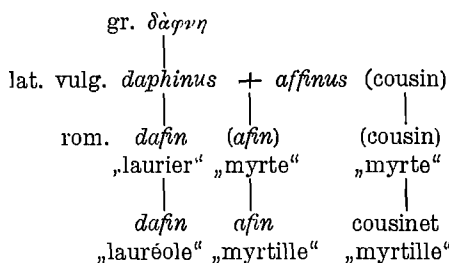 gr. δὰφνη
lat. vulg. daphinus + affinus (cousin)
rom. dafin (afin) (cousin)
„laurier“ „myrte“ „myrte“
dafin afin cousinet
„lauréole“ „myrtille“ „myrtille“